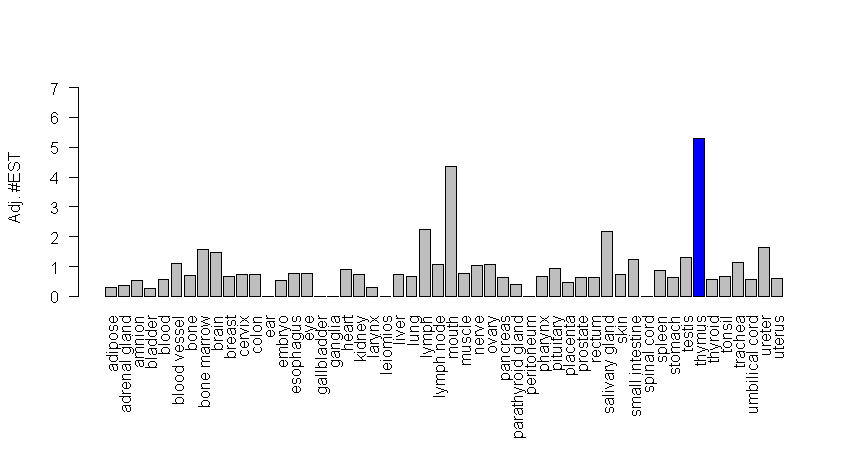 7
6
5
4
3
2
1
0
Adj. #EST
adipose
adrenal gland
amnion
bladder
blood
blood vessel
bone
bone marrow
brain
breast
cervix
colon
ear
embryo
esophagus
eye
gallbladder
ganglia
heart
kidney
larynx
leiomios
liver
lung
lymph
lymph node
mouth
muscle
nerve
ovary
pancreas
parathyroid gland
peritoneum
pharynx
pituitary
placenta
prostate
rectum
salivary gland
skin
small intestine
spinal cord
spleen
stomach
testis
thymus
thyroid
tonsil
trachea
umbilical cord
ureter
uterus